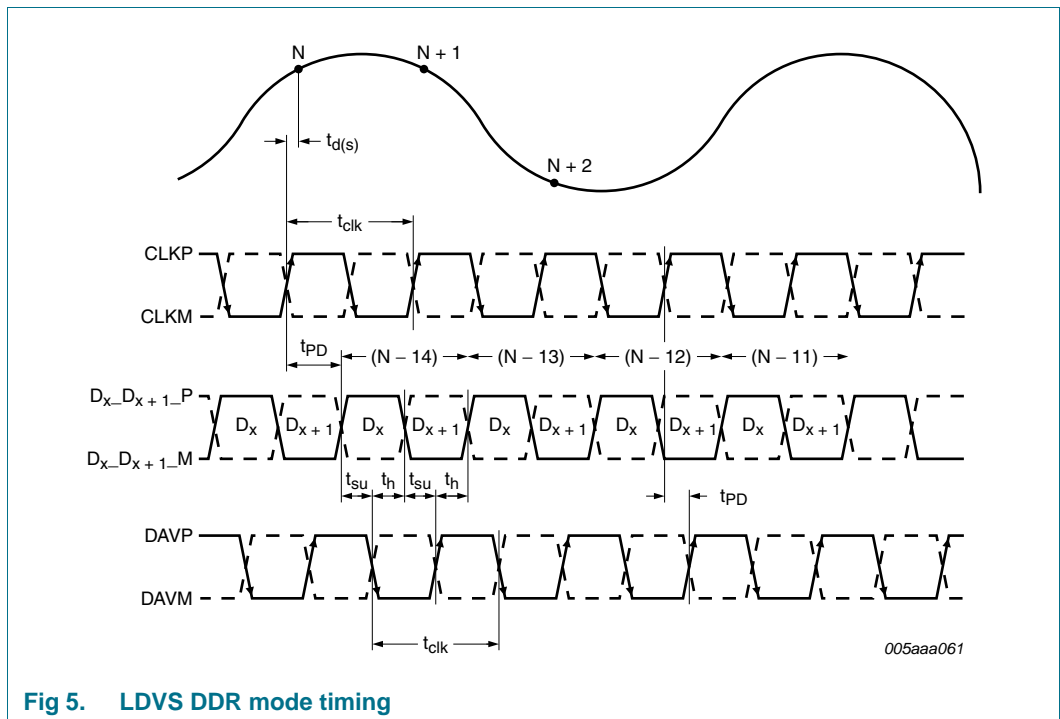 N
N + 1
t_d(s)
N + 2
t_clk
CLKP
CLKM
t_PD
(N − 14)
(N − 13)
(N − 12)
(N − 11)
D_x_D_x + 1_P
D_x
D_x + 1
D_x
D_x + 1
D_x
D_x + 1
D_x
D_x + 1
D_x
D_x + 1
D_x_D_x + 1_M
t_su
t_h
t_su
t_h
t_PD
DAVP
DAVM
t_clk
005aaa061
Fig 5. LDVS DDR mode timing